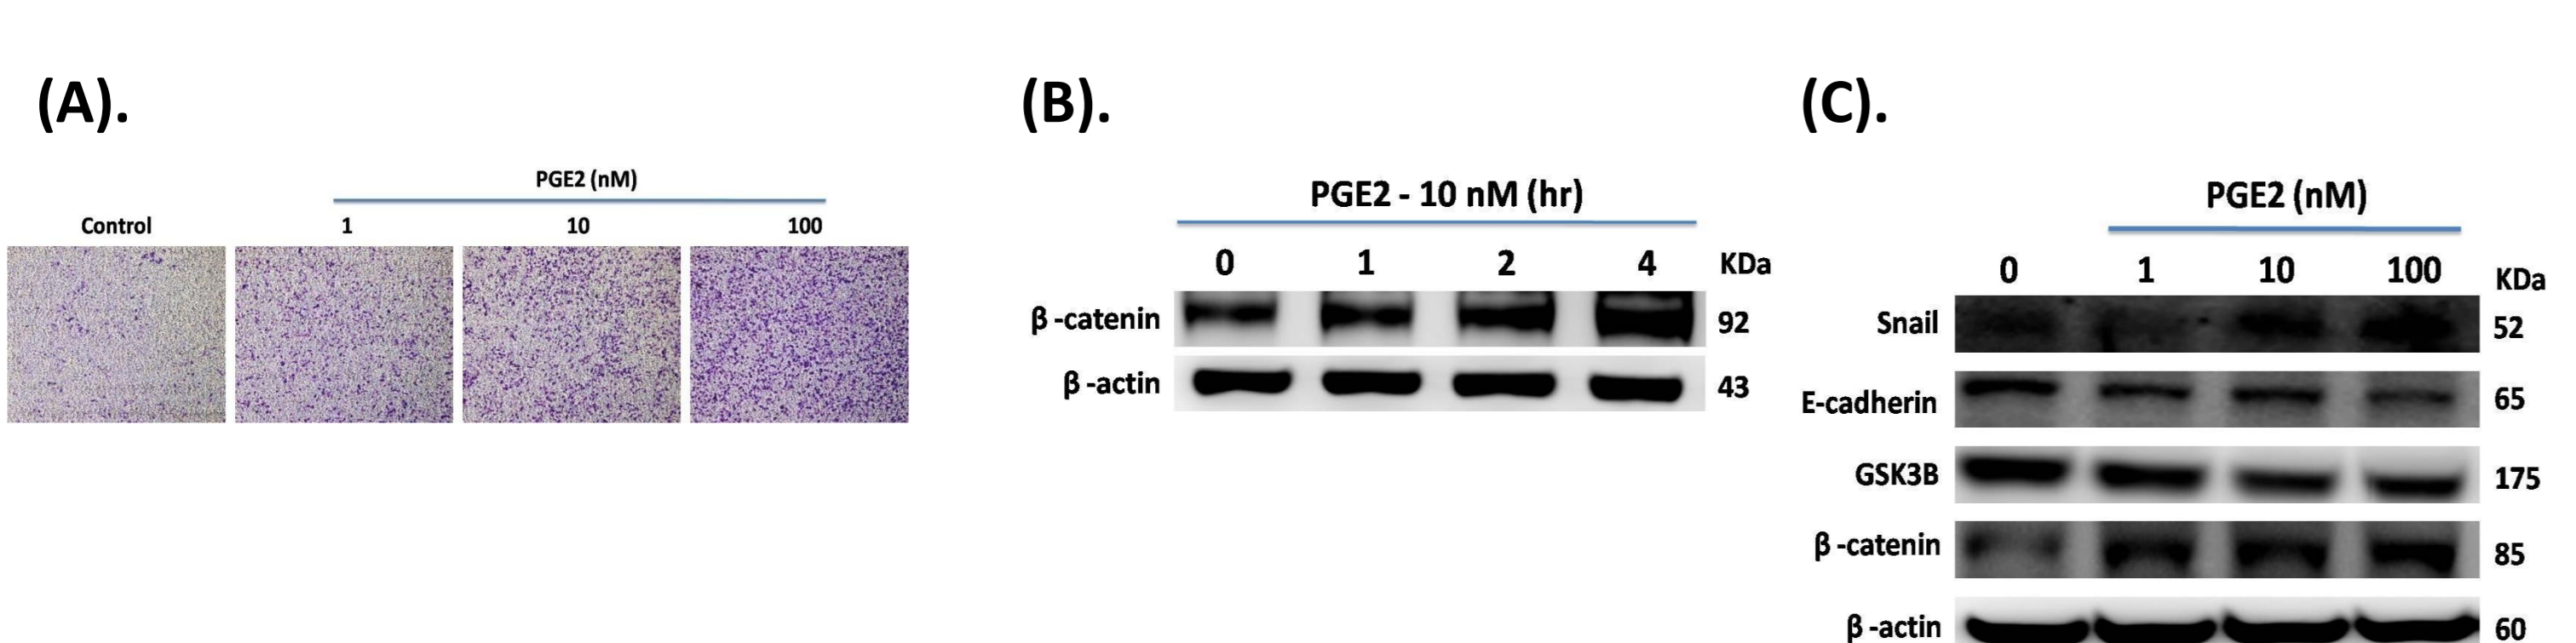 (A).
PGE2 (nM)
Control 1 10 100
(B).
PGE2 - 10 nM (hr)
0 1 2 4 KDa
β-catenin 92
β-actin 43
(C).
PGE2 (nM)
0 1 10 100 KDa
Snail 52
E-cadherin 65
GSK3B 175
β-catenin 85
β-actin 60